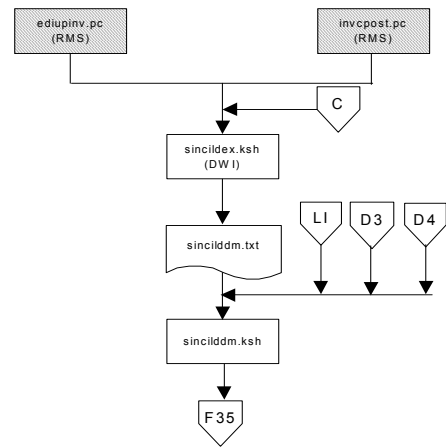 ediupinv.pc
(RMS)
invcpost.pc
(RMS)
C
sincildex.ksh
(DWI)
LI
D3
D4
sincilddm.txt
sincilddm.ksh
F35